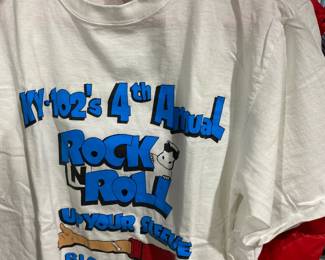 KY-102's 4th Annual
ROCK
N
ROLL
UP YOUR SLEEVE